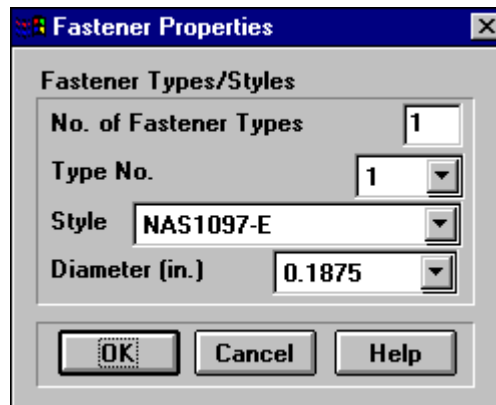 Fastener Properties
Fastener Types/Styles
No. of Fastener Types 1
Type No. 1
Style NAS1097-E
Diameter (in.) 0.1875
OK Cancel Help